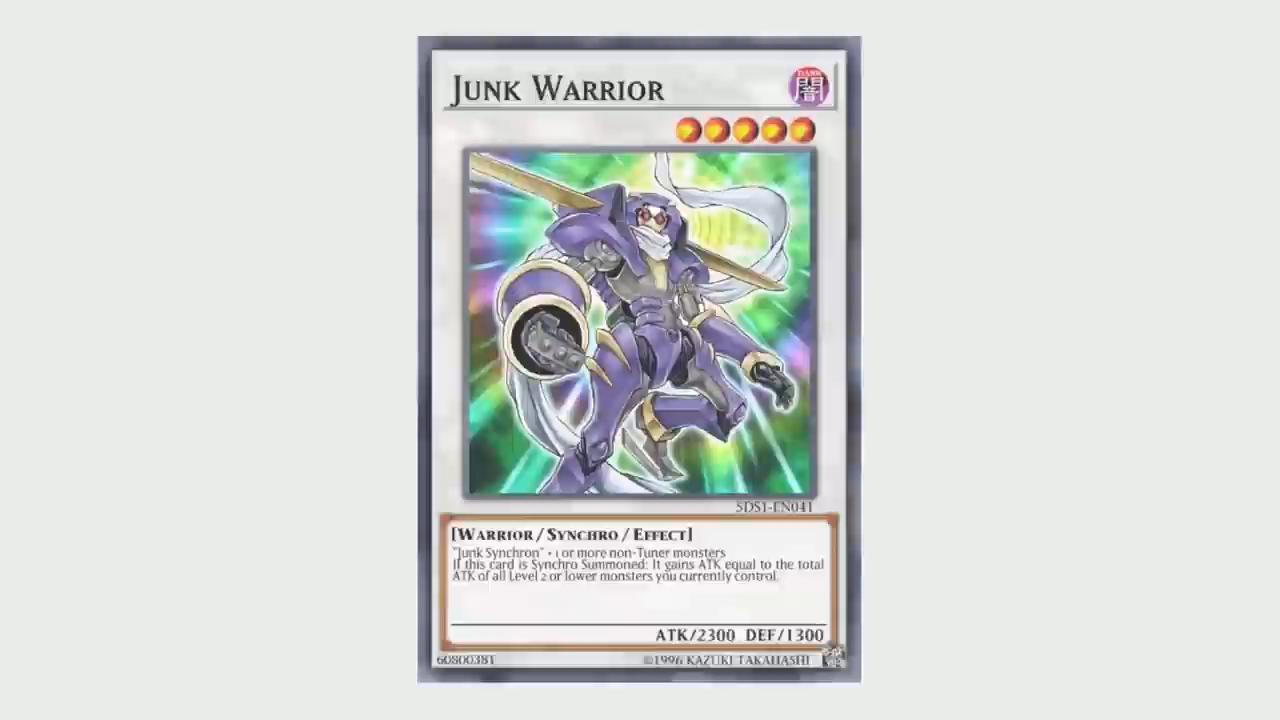 JUNK WARRIOR
DARK
闇
SDS1-EN041
[WARRIOR/SYNCHRO/EFFECT]
"Junk Synchron" + 1 or more non-Tuner monsters
If this card is Synchro Summoned: It gains ATK equal to the total
ATK of all Level 2 or lower monsters you currently control.
ATK/2300 DEF/1300
60800381 ©1996 KAZUKI TAKAHASHI